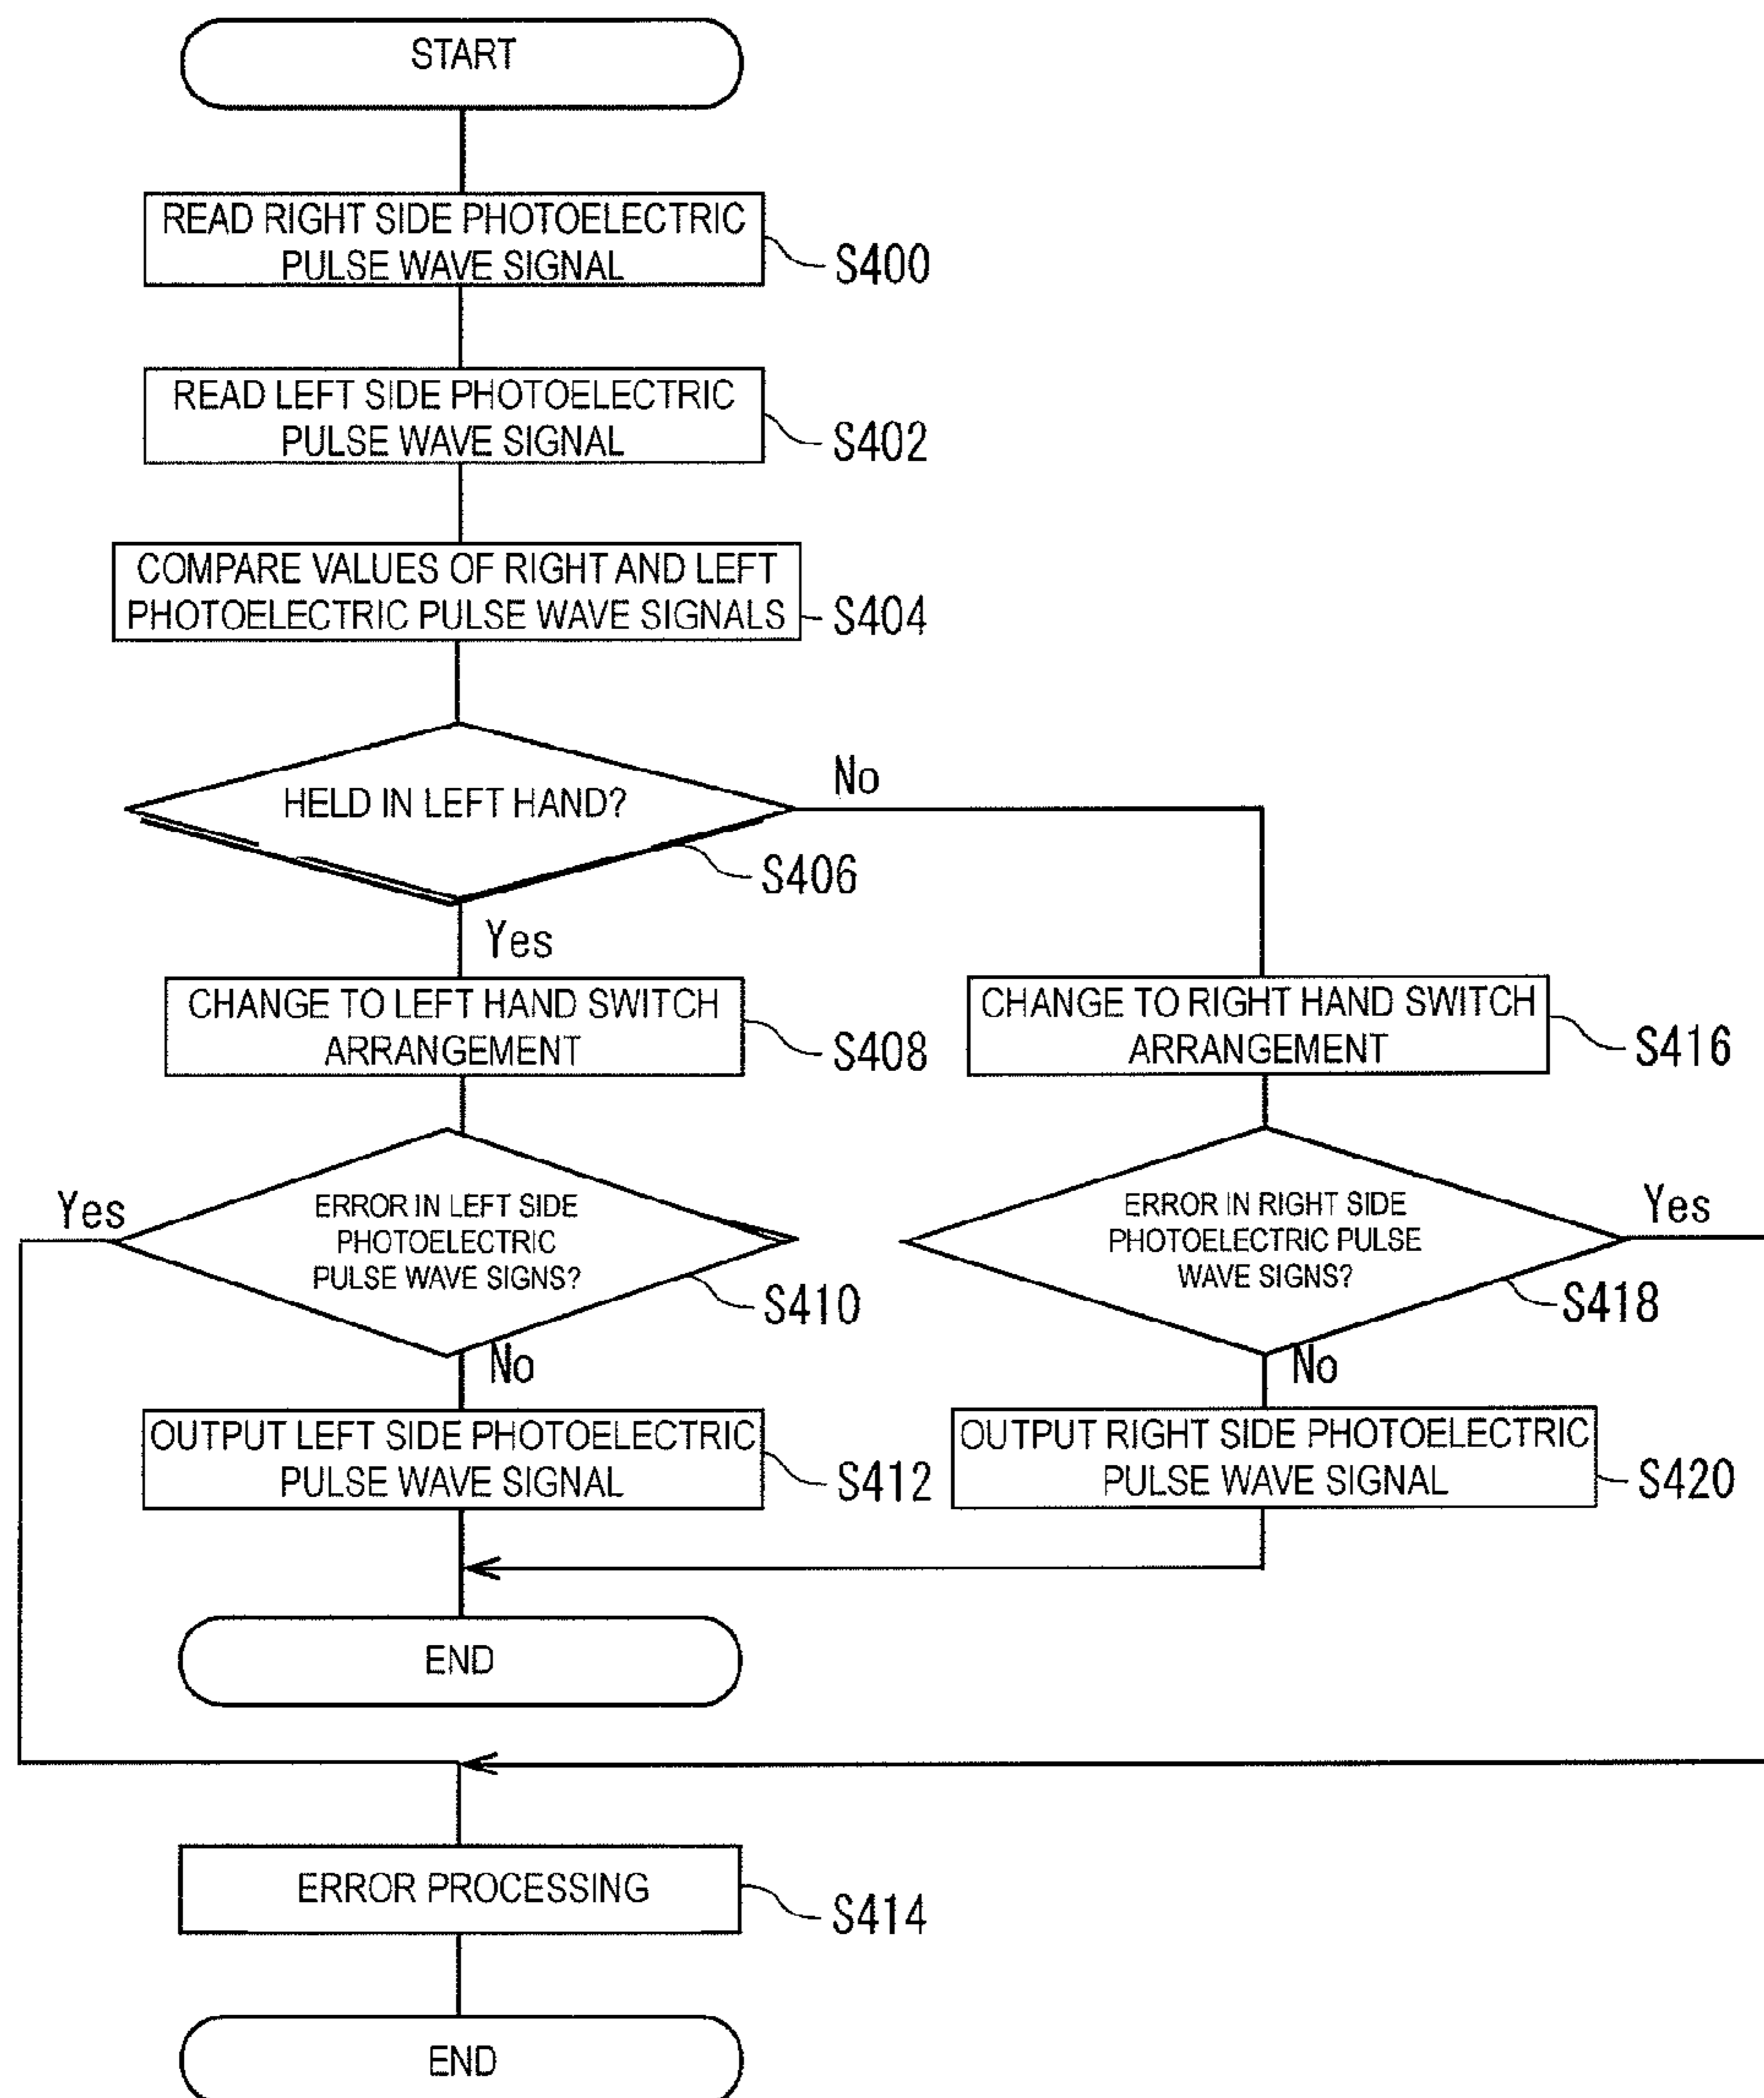 START
READ RIGHT SIDE PHOTOELECTRIC
PULSE WAVE SIGNAL
S400
READ LEFT SIDE PHOTOELECTRIC
PULSE WAVE SIGNAL
S402
COMPARE VALUES OF RIGHT AND LEFT
PHOTOELECTRIC PULSE WAVE SIGNALS
S404
HELD IN LEFT HAND?
No
S406
Yes
CHANGE TO LEFT HAND SWITCH
ARRANGEMENT
S408
CHANGE TO RIGHT HAND SWITCH
ARRANGEMENT
S416
Yes
ERROR IN LEFT SIDE
PHOTOELECTRIC
PULSE WAVE SIGNS?
S410
No
ERROR IN RIGHT SIDE
PHOTOELECTRIC PULSE
WAVE SIGNS?
Yes
S418
No
OUTPUT LEFT SIDE PHOTOELECTRIC
PULSE WAVE SIGNAL
S412
OUTPUT RIGHT SIDE PHOTOELECTRIC
PULSE WAVE SIGNAL
S420
END
ERROR PROCESSING
S414
END